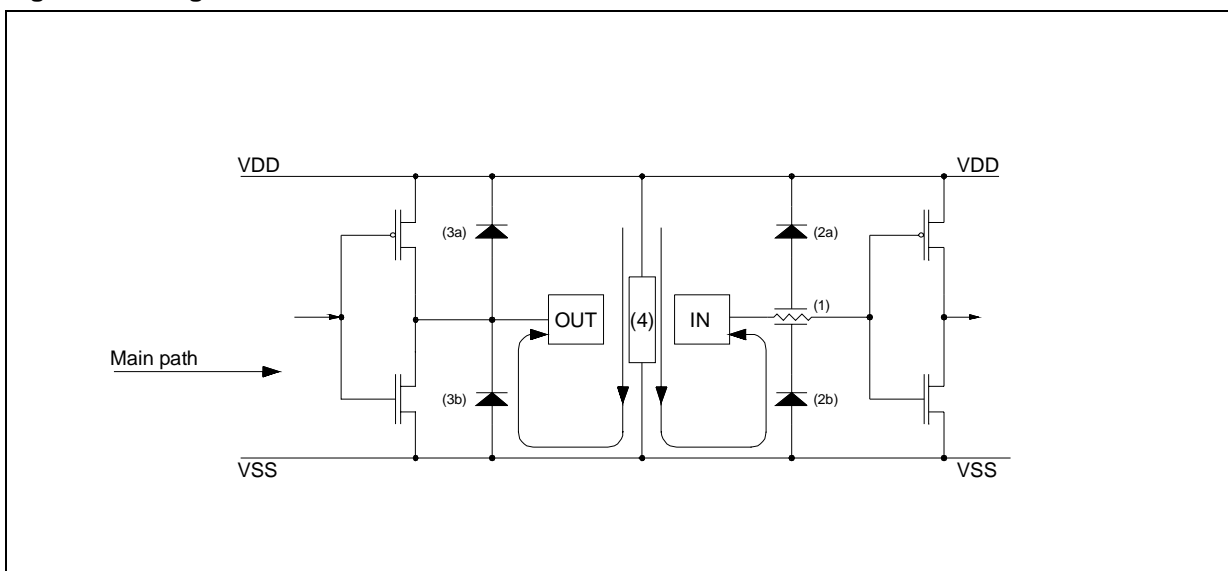 VDD
VDD
(3a)
(2a)
(1)
OUT
(4)
IN
Main path
(3b)
(2b)
VSS
VSS